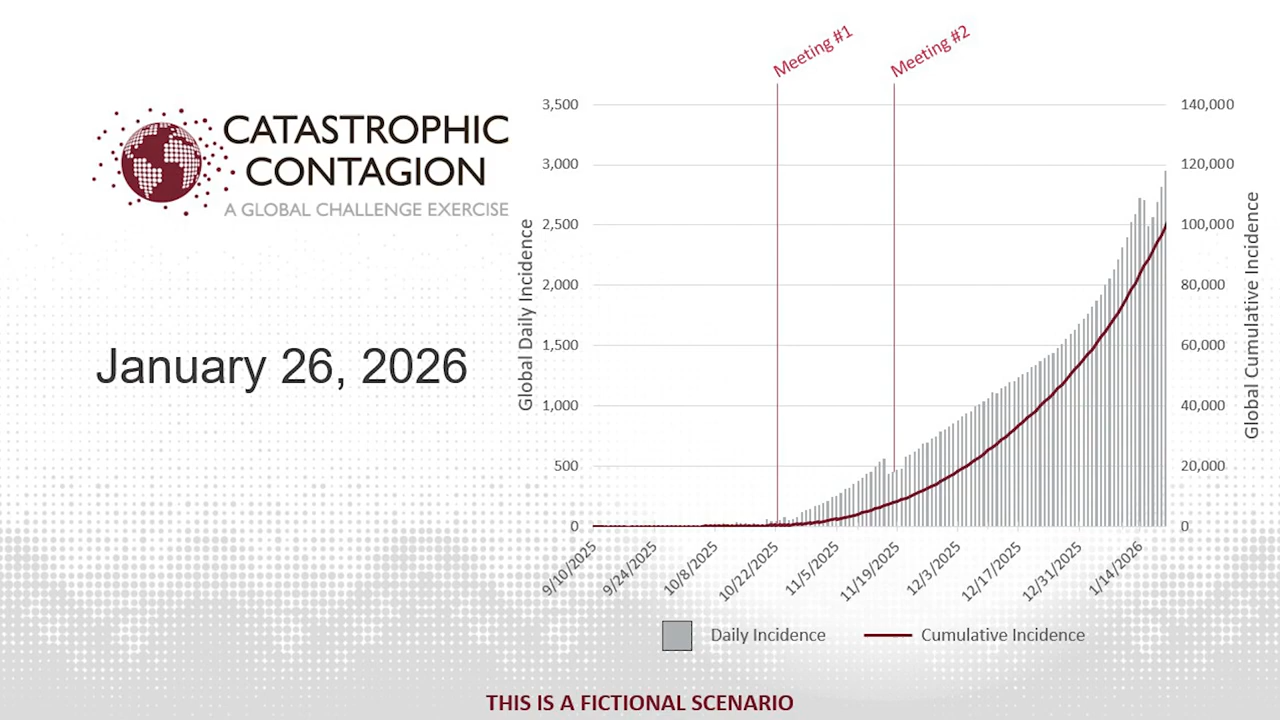 CATASTROPHIC
CONTAGION
A GLOBAL CHALLENGE EXERCISE
January 26, 2026
Meeting #1
Meeting #2
Global Daily Incidence
3,500
3,000
2,500
2,000
1,500
1,000
500
0
140,000
120,000
100,000
80,000
60,000
40,000
20,000
0
Global Cumulative Incidence
9/10/2025
9/24/2025
10/8/2025
10/22/2025
11/5/2025
11/19/2025
12/3/2025
12/17/2025
12/31/2025
1/14/2026
Daily Incidence
Cumulative Incidence
THIS IS A FICTIONAL SCENARIO